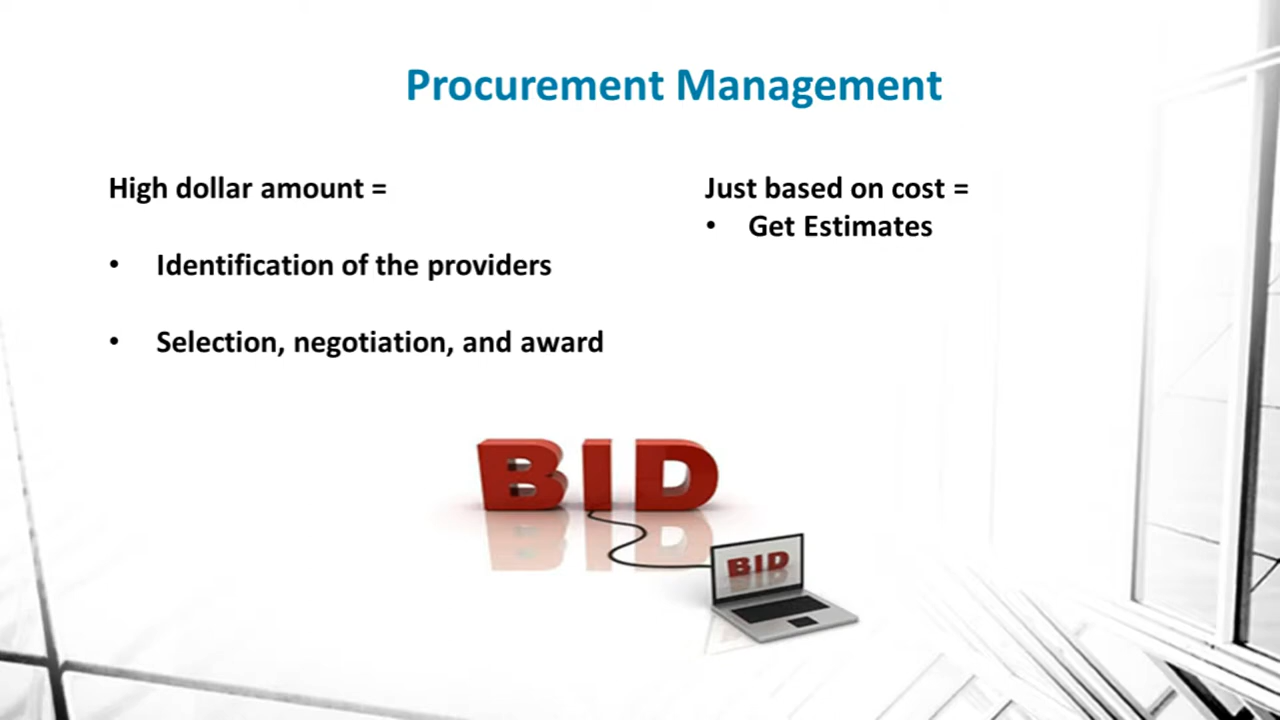 Procurement Management
High dollar amount =
• Identification of the providers
• Selection, negotiation, and award
Just based on cost =
• Get Estimates
BID
BID